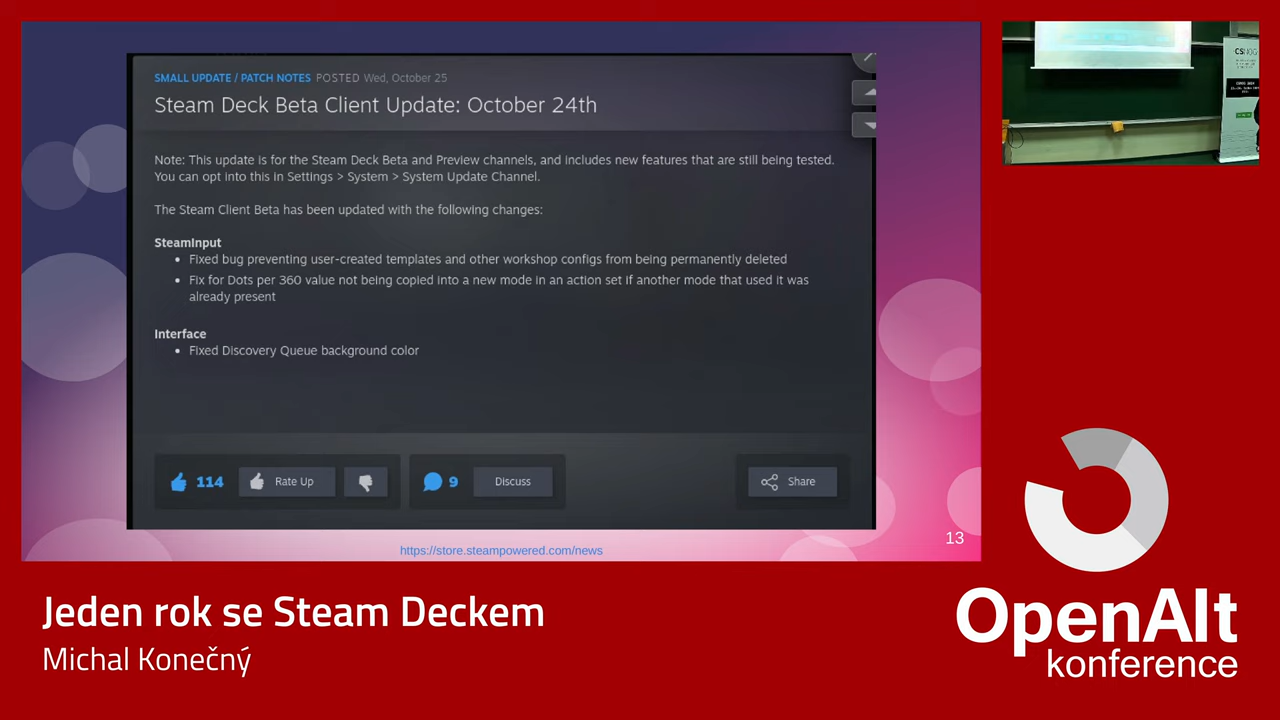 SMALL UPDATE / PATCH NOTES POSTED Wed, October 25
Steam Deck Beta Client Update: October 24th
Note: This update is for the Steam Deck Beta and Preview channels, and includes new features that are still being tested.
You can opt into this in Settings > System > System Update Channel.
The Steam Client Beta has been updated with the following changes:
SteamInput
• Fixed bug preventing user-created templates and other workshop configs from being permanently deleted
• Fix for Dots per 360 value not being copied into a new mode in an action set if another mode that used it was
already present
Interface
• Fixed Discovery Queue background color
114 Rate Up 9 Discuss Share
https://store.steampowered.com/news
13
Jeden rok se Steam Deckem
Michal Konečný
OpenAlt
konference